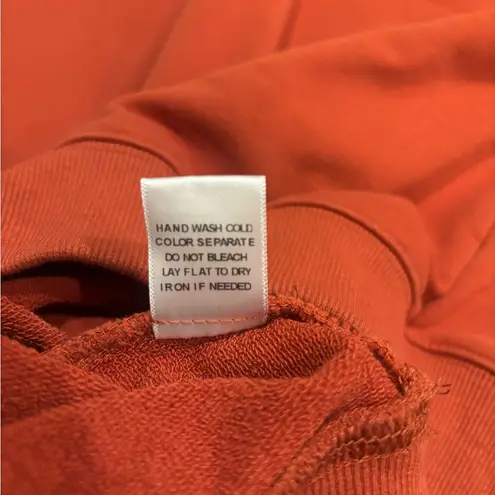 HAND WASH COLD
COLOR SEPARATE
DO NOT BLEACH
LAY FLAT TO DRY
IRON IF NEEDED